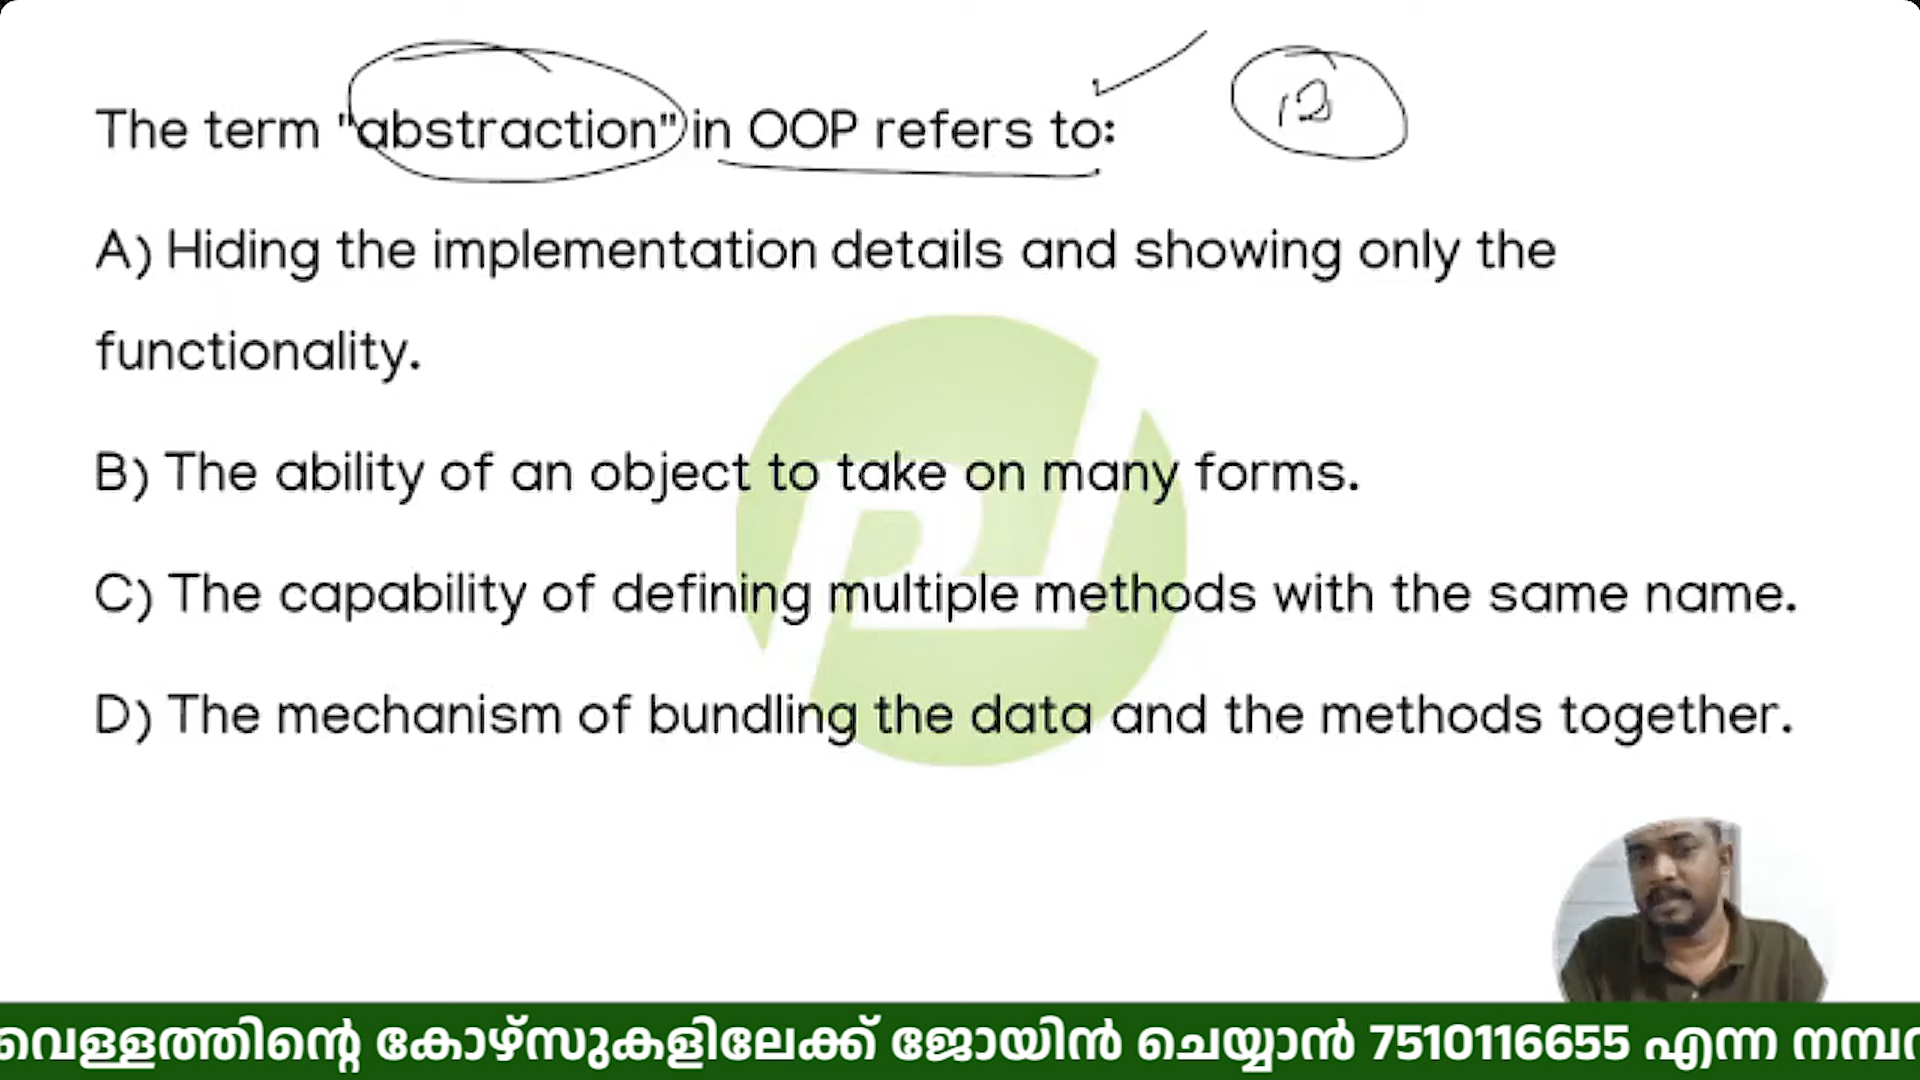 The term "abstraction" in OOP refers to:
13
A) Hiding the implementation details and showing only the
functionality.
B) The ability of an object to take on many forms.
C) The capability of defining multiple methods with the same name.
D) The mechanism of bundling the data and the methods together.
വെള്ളത്തിന്റെ കോഴ്സുകളിലേക്ക് ജോയിൻ ചെയ്യാൻ 7510116655 എന്ന